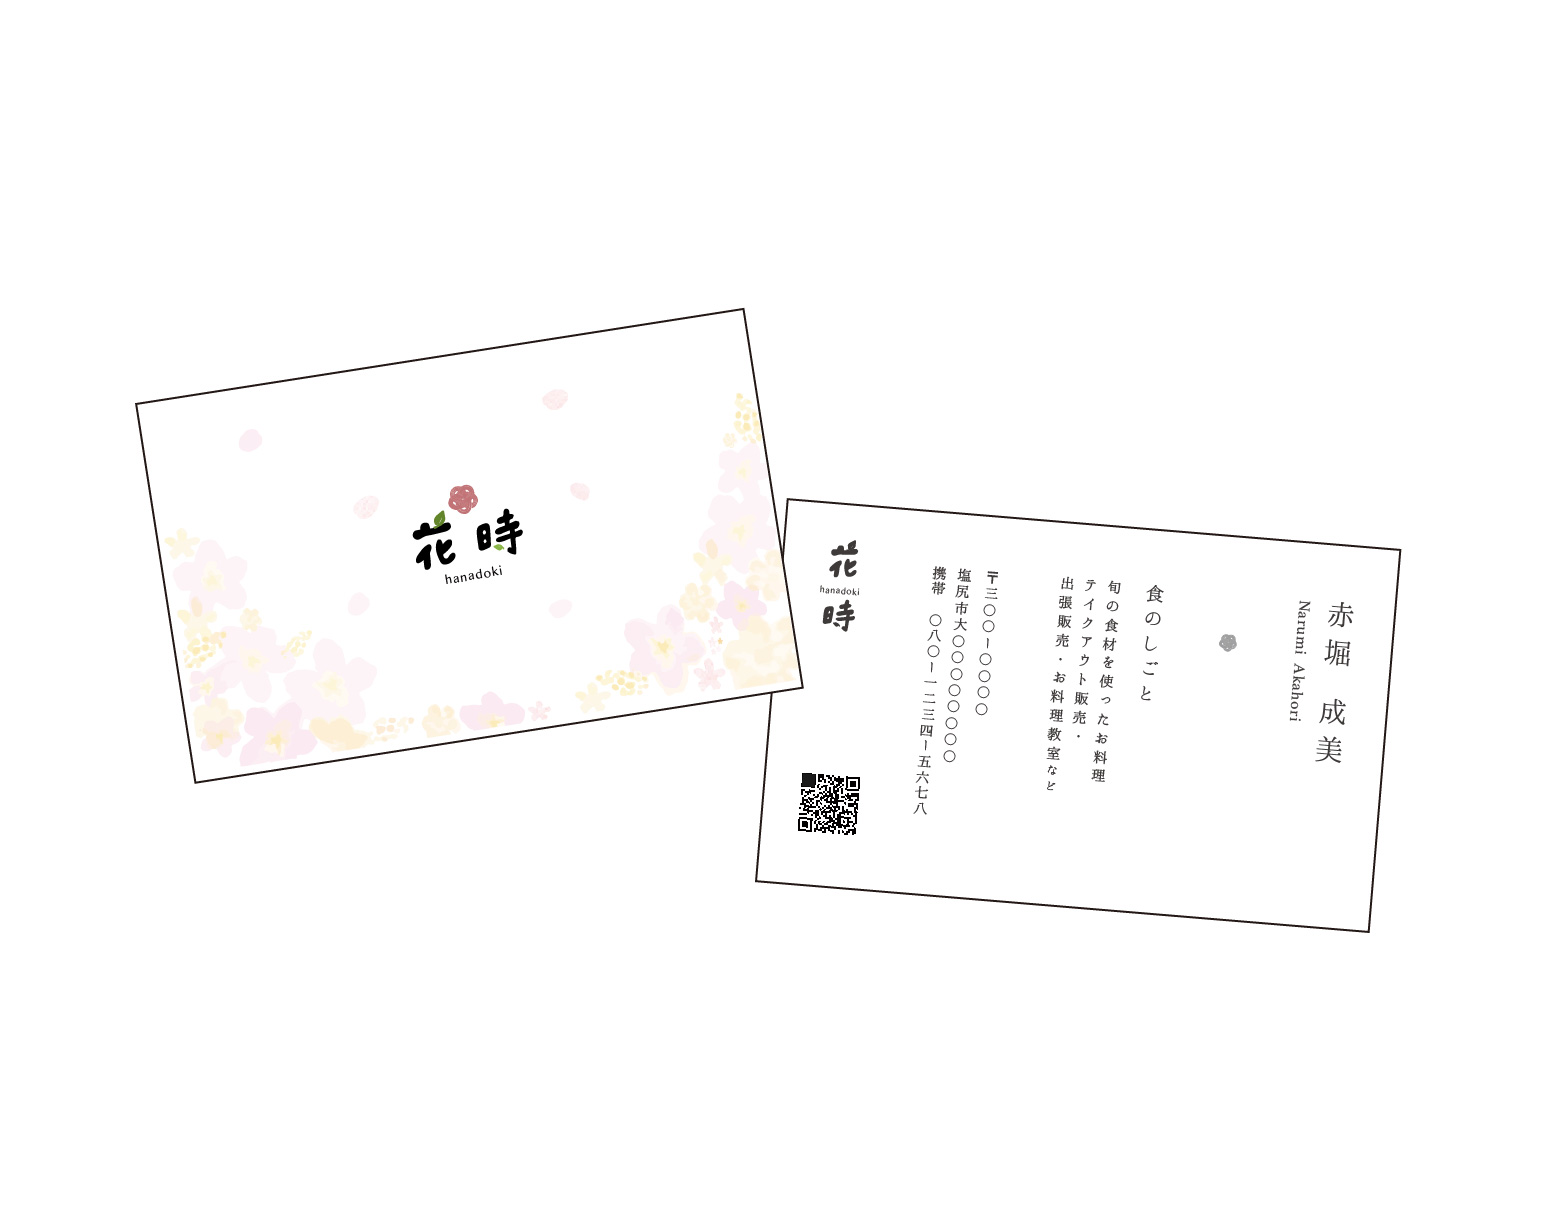 花時
hanadoki
赤堀 成美
Narumi Akahori
食のしごと
旬の食材を使ったお料理
テイクアウト販売・
出張販売・お料理教室など
〒三〇〇ー〇〇〇〇
塩尻市大〇〇〇〇〇〇〇〇
携帯 〇八〇ー一二三四ー五六七八
花
hanadoki
時